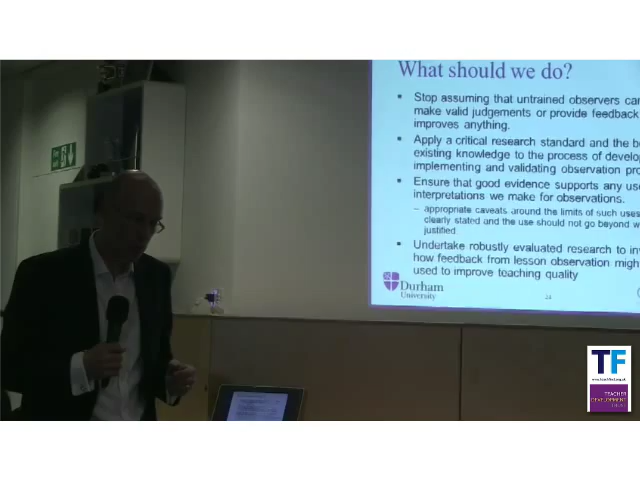 What should we do?
• Stop assuming that untrained observers can
make valid judgements or provide feedback
improves anything.
• Apply a critical research standard and the
existing knowledge to the process of
implementing and validating observation
• Ensure that good evidence supports any
interpretations we make for observations.
– appropriate caveats around the limits of such uses
clearly stated and the use should not go beyond
justified
• Undertake robustly evaluated research to
how feedback from lesson observation
used to improve teaching quality
Durham
University
TF
TEACHER
DEVELOPMENT
TRUST